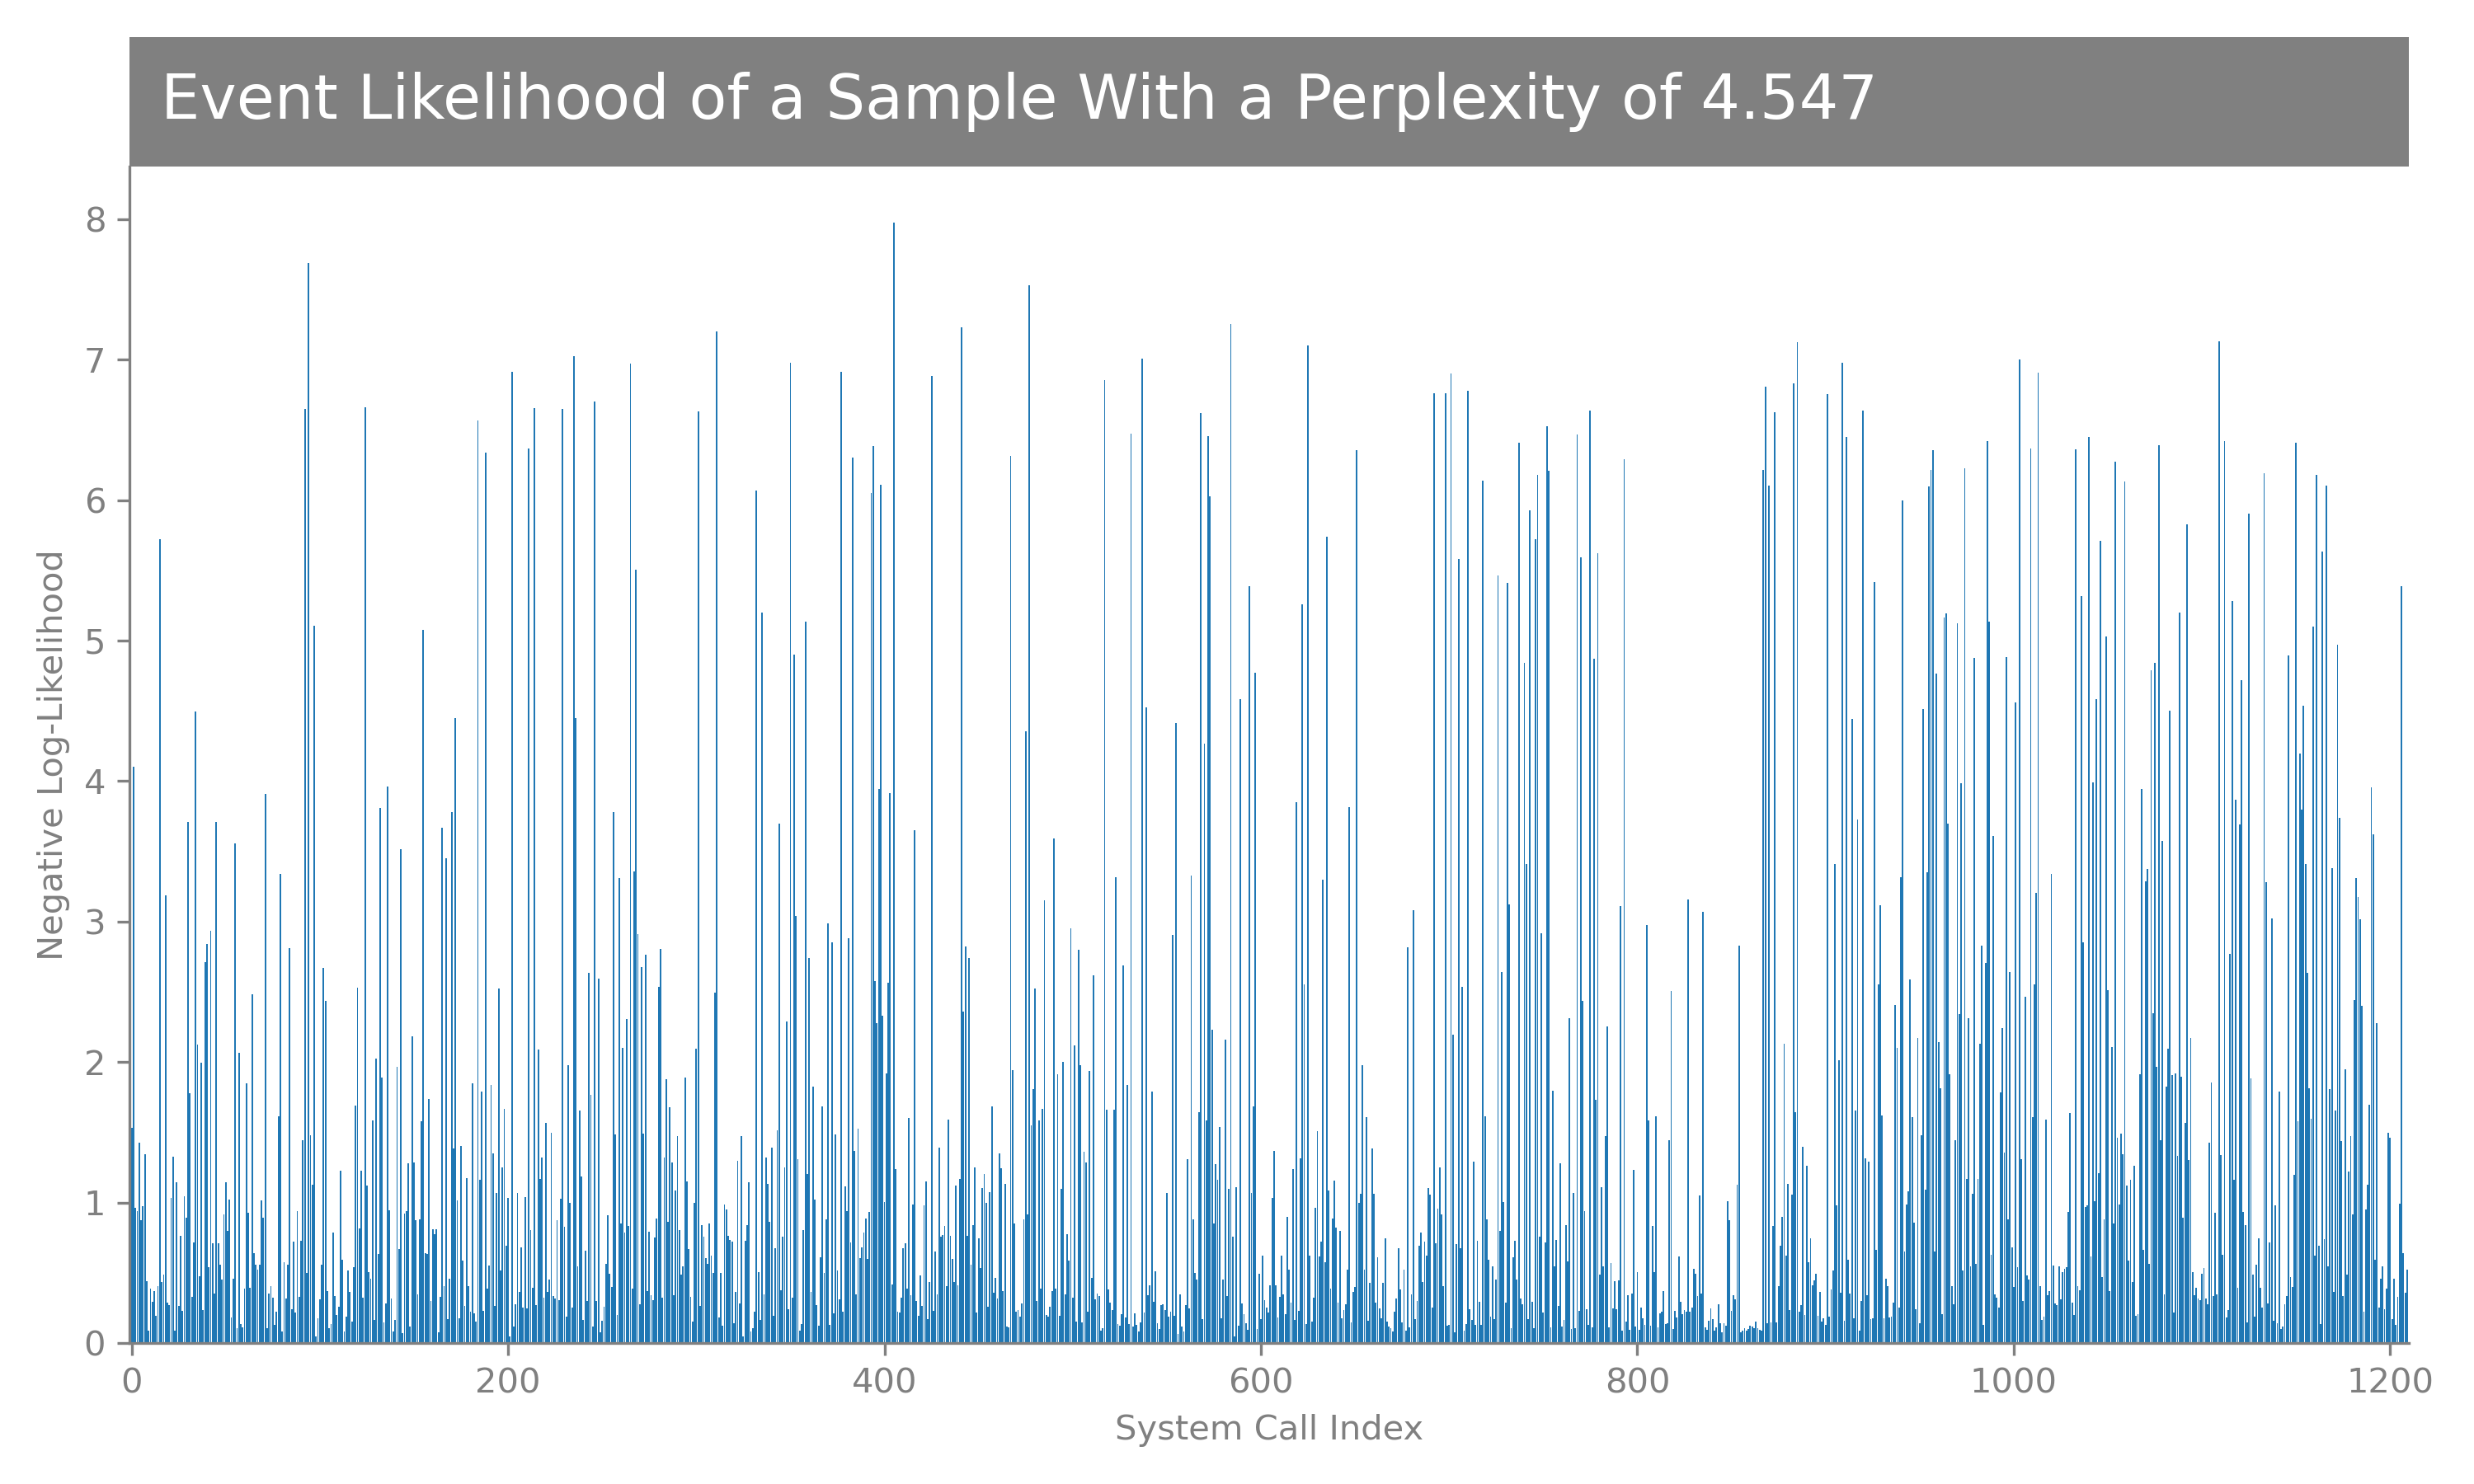 Event Likelihood of a Sample With a Perplexity of 4.547
8
7
6
5
4
3
2
1
0
Negative Log-Likelihood
0 200 400 600 800 1000 1200
System Call Index